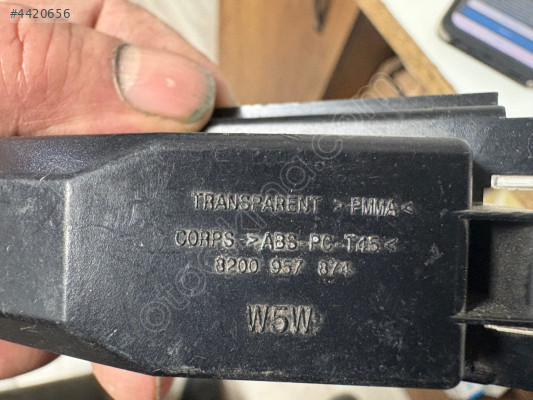 #4420656
TRANSPARENT >PMMA<
CORPS >ABS-PC-T45<
8200 957 874
W5W